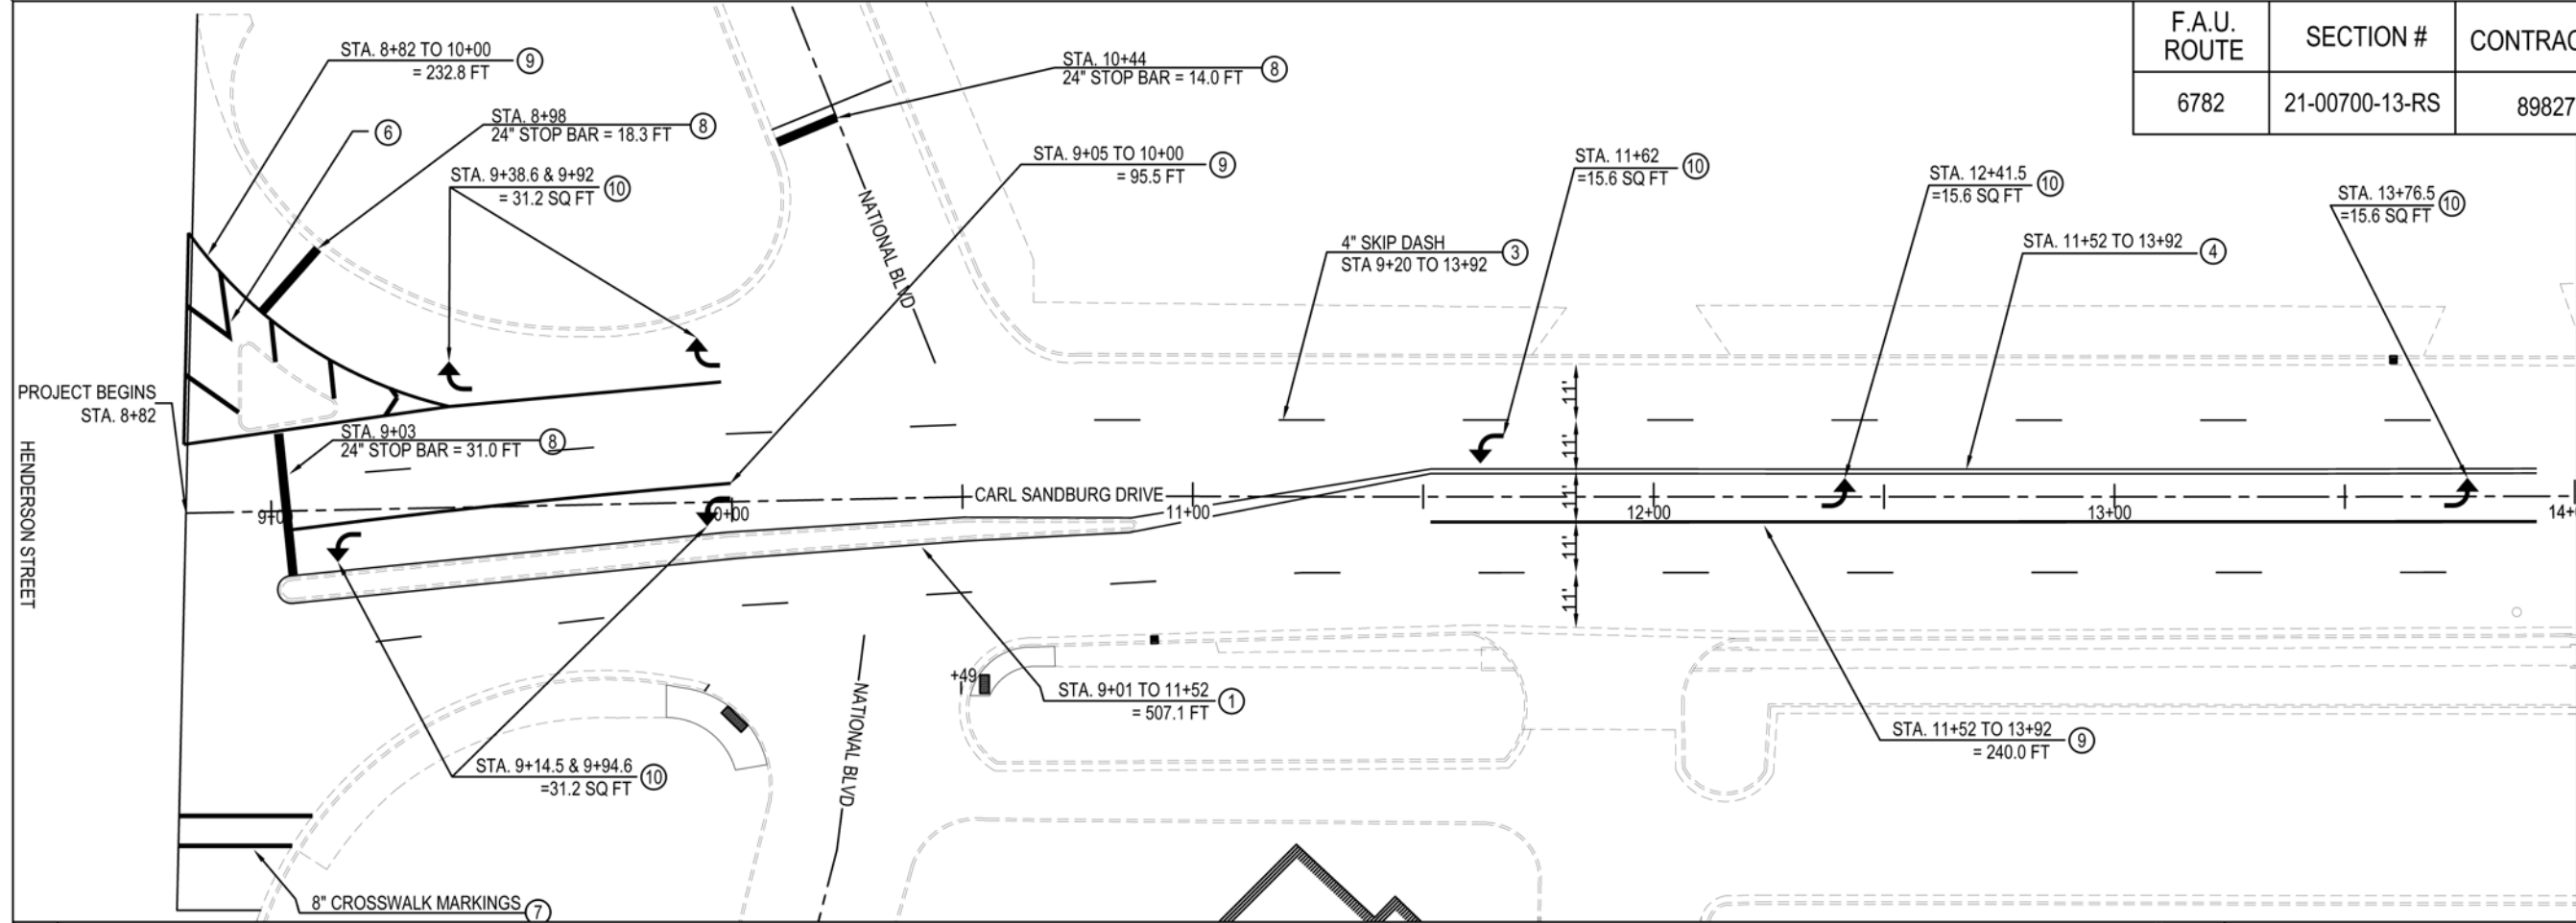 F.A.U. ROUTE
SECTION #
6782
21-00700-13-RS
STA. 8+82 TO 10+00
= 232.8 FT
9
6
STA. 8+98
24" STOP BAR = 18.3 FT
8
STA. 9+38.6 & 9+92
= 31.2 SQ FT
10
STA. 10+44
24" STOP BAR = 14.0 FT
8
STA. 9+05 TO 10+00
= 95.5 FT
9
NATIONAL BLVD
4" SKIP DASH
STA 9+20 TO 13+92
3
STA. 11+62
=15.6 SQ FT
10
STA. 12+41.5
=15.6 SQ FT
10
STA. 11+52 TO 13+92
4
STA. 13+76.5
=15.6 SQ FT
10
PROJECT BEGINS
STA. 8+82
HENDERSON STREET
STA. 9+03
24" STOP BAR = 31.0 FT
8
11'
11'
11'
11'
11'
CARL SANDBURG DRIVE
9+00
0+00
11+00
12+00
13+00
+49
STA. 9+01 TO 11+52
= 507.1 FT
1
NATIONAL BLVD
STA. 11+52 TO 13+92
= 240.0 FT
9
STA. 9+14.5 & 9+94.6
=31.2 SQ FT
10
8" CROSSWALK MARKINGS
7